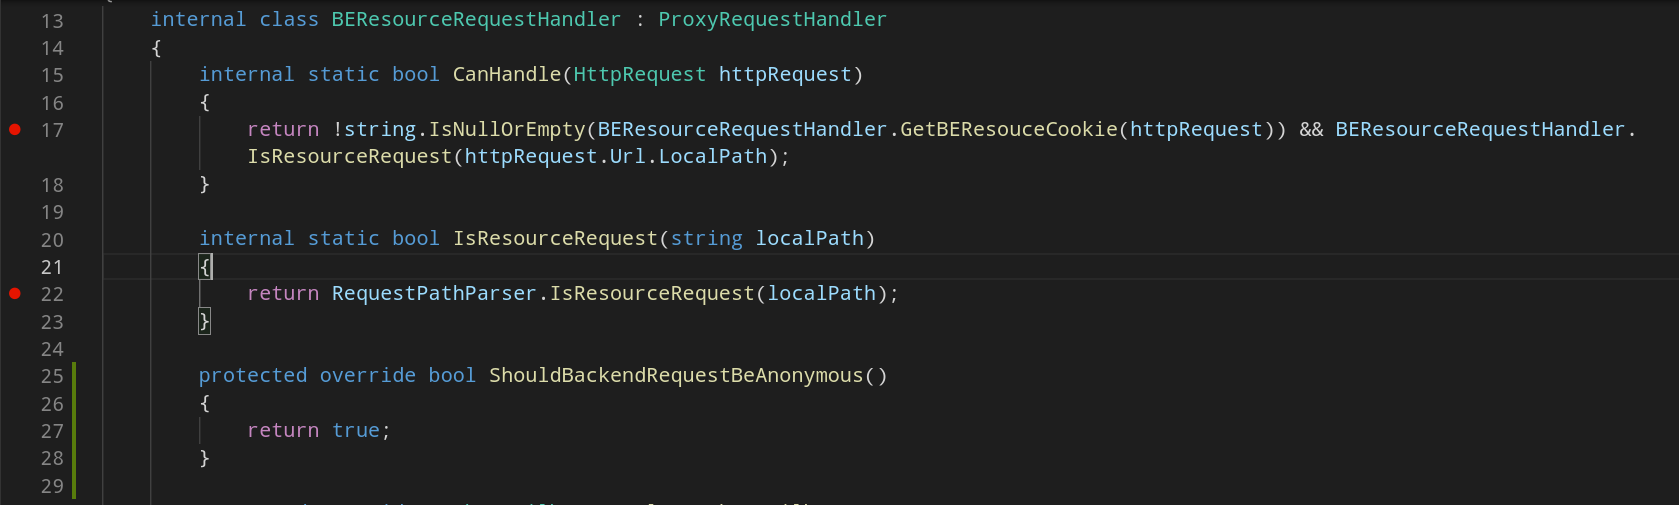 13 internal class BEResourceRequestHandler : ProxyRequestHandler
14 {
15 internal static bool CanHandle(HttpRequest httpRequest)
16 {
17 return !string.IsNullOrEmpty(BEResourceRequestHandler.GetBEResouceCookie(httpRequest)) && BEResourceRequestHandler.
IsResourceRequest(httpRequest.Url.LocalPath);
18 }
19
20 internal static bool IsResourceRequest(string localPath)
21 {
22 return RequestPathParser.IsResourceRequest(localPath);
23 }
24
25 protected override bool ShouldBackendRequestBeAnonymous()
26 {
27 return true;
28 }
29